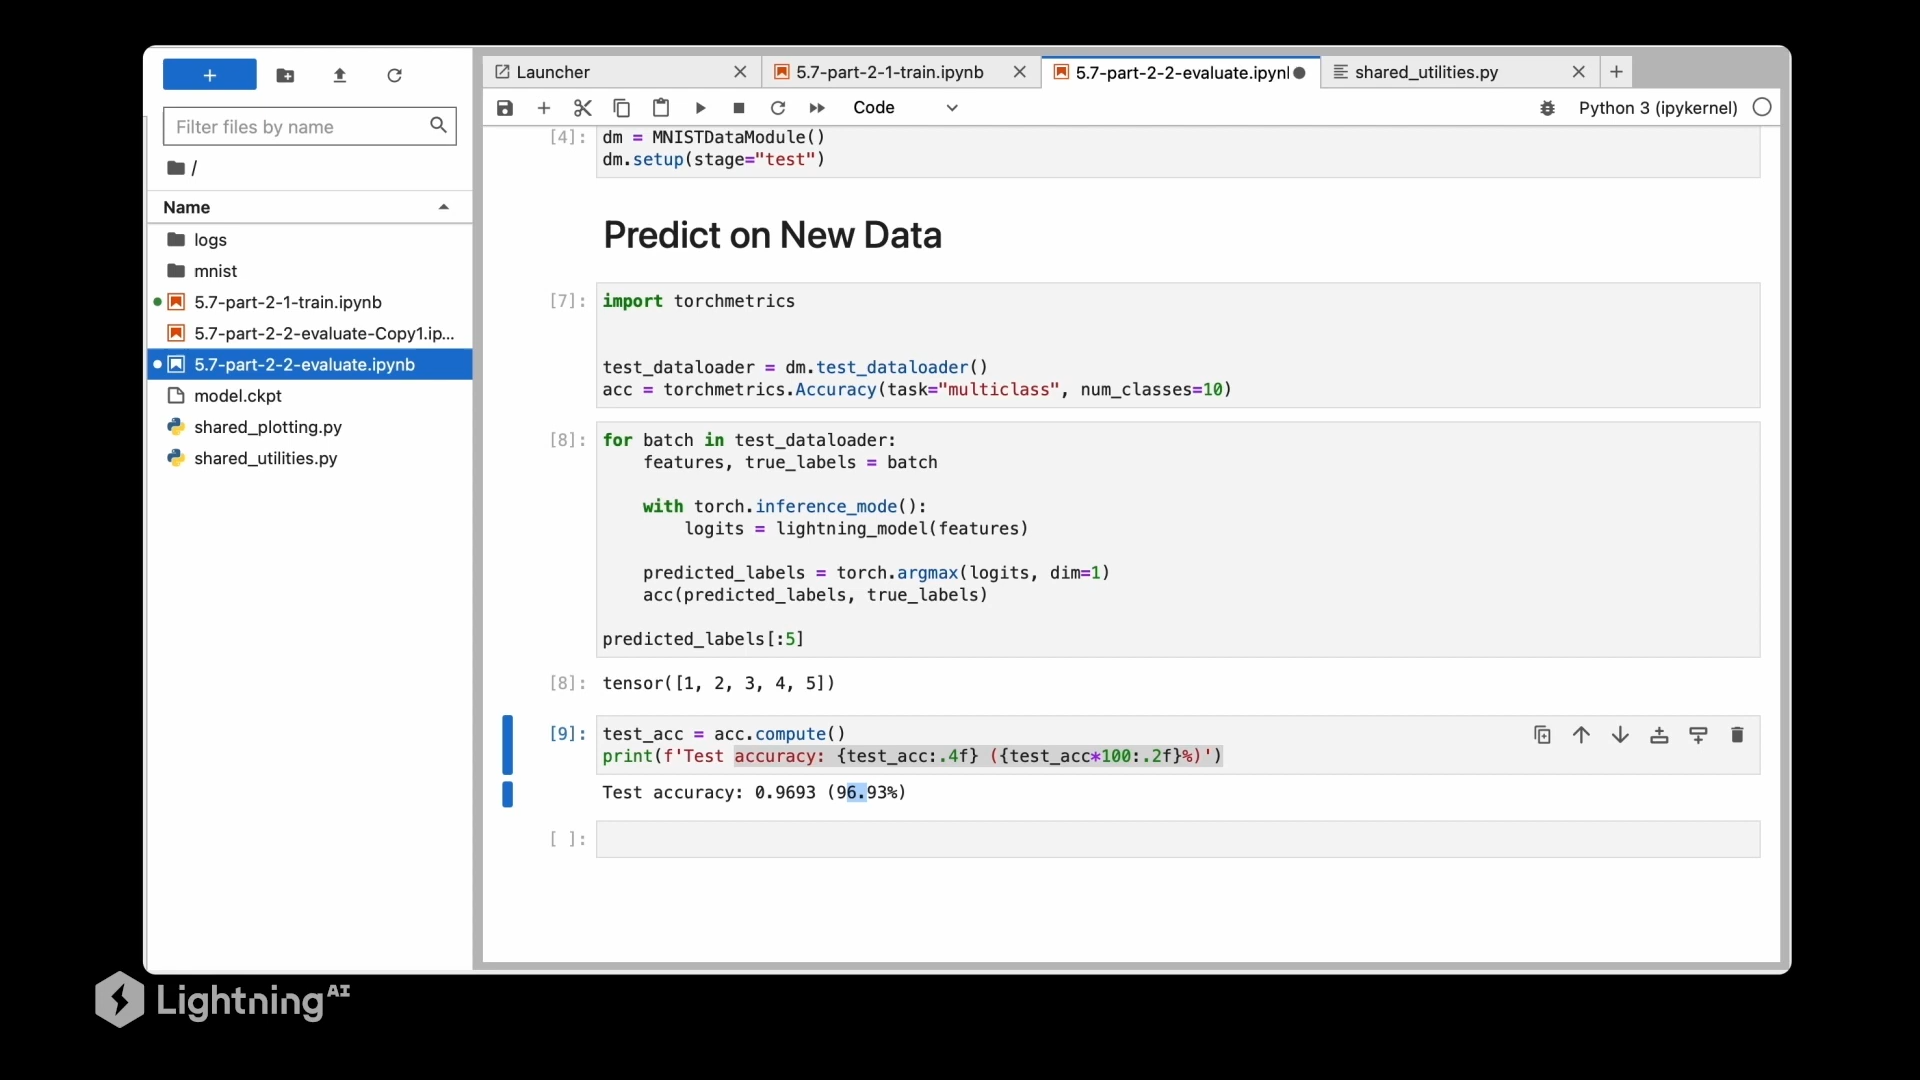 Launcher
5.7-part-2-1-train.ipynb
5.7-part-2-2-evaluate.ipynl
shared_utilities.py
Code
Python 3 (ipykernel)
Filter files by name
/
Name
logs
mnist
5.7-part-2-1-train.ipynb
5.7-part-2-2-evaluate-Copy1.ip...
5.7-part-2-2-evaluate.ipynb
model.ckpt
shared_plotting.py
shared_utilities.py
[4]: dm = MNISTDataModule()
dm.setup(stage="test")
Predict on New Data
[7]: import torchmetrics
test_dataloader = dm.test_dataloader()
acc = torchmetrics.Accuracy(task="multiclass", num_classes=10)
[8]: for batch in test_dataloader:
features, true_labels = batch
with torch.inference_mode():
logits = lightning_model(features)
predicted_labels = torch.argmax(logits, dim=1)
acc(predicted_labels, true_labels)
predicted_labels[:5]
[8]: tensor([1, 2, 3, 4, 5])
[9]: test_acc = acc.compute()
print(f'Test accuracy: {test_acc:.4f} ({test_acc*100:.2f}%)')
Test accuracy: 0.9693 (96.93%)
[ ]:
Lightning AI